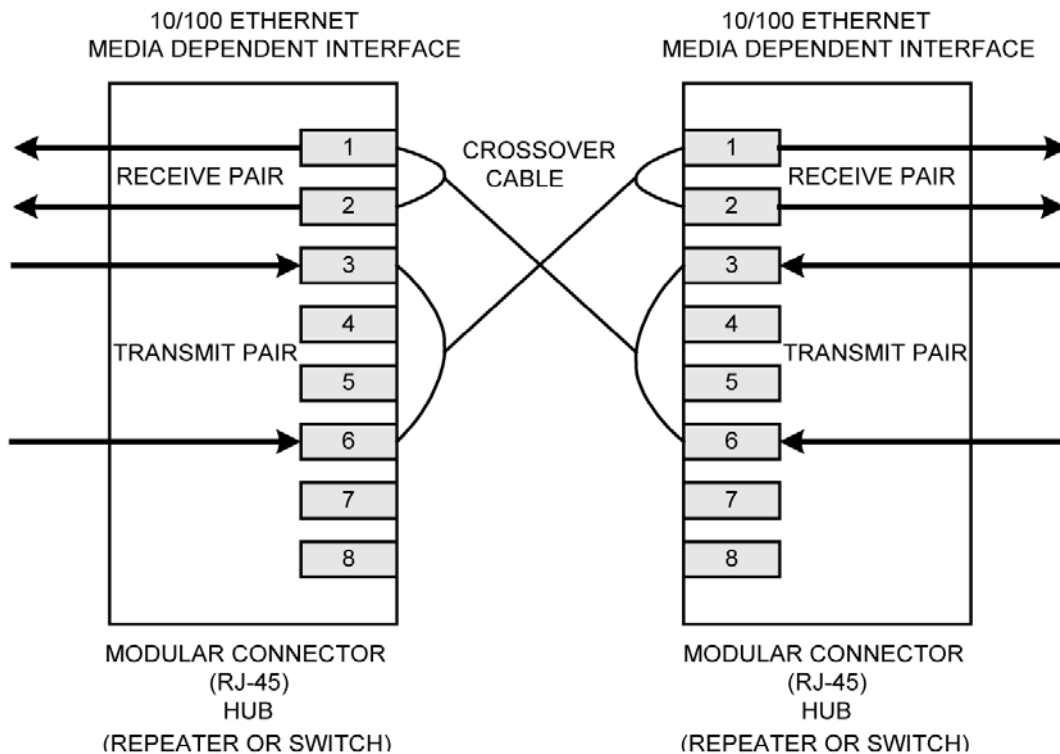 10/100 ETHERNET
MEDIA DEPENDENT INTERFACE
10/100 ETHERNET
MEDIA DEPENDENT INTERFACE
1
RECEIVE PAIR
2
3
4
TRANSMIT PAIR
5
6
7
8
CROSSOVER
CABLE
1
RECEIVE PAIR
2
3
4
TRANSMIT PAIR
5
6
7
8
MODULAR CONNECTOR
(RJ-45)
HUB
(REPEATER OR SWITCH)
MODULAR CONNECTOR
(RJ-45)
HUB
(REPEATER OR SWITCH)